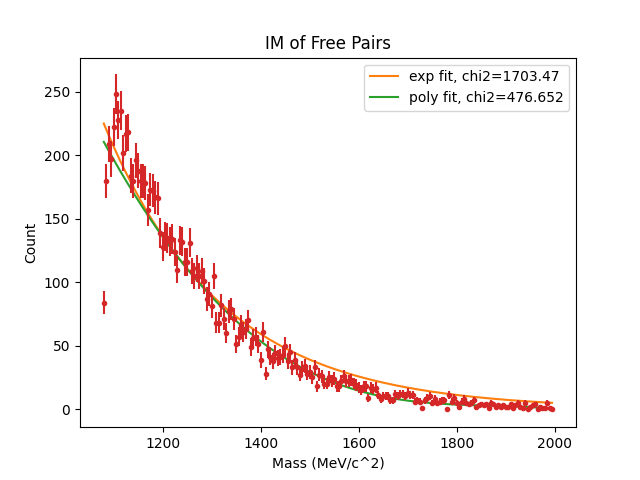 IM of Free Pairs
exp fit, chi2=1703.47
poly fit, chi2=476.652
250
200
150
100
50
0
Count
1200 1400 1600 1800 2000
Mass (MeV/c^2)